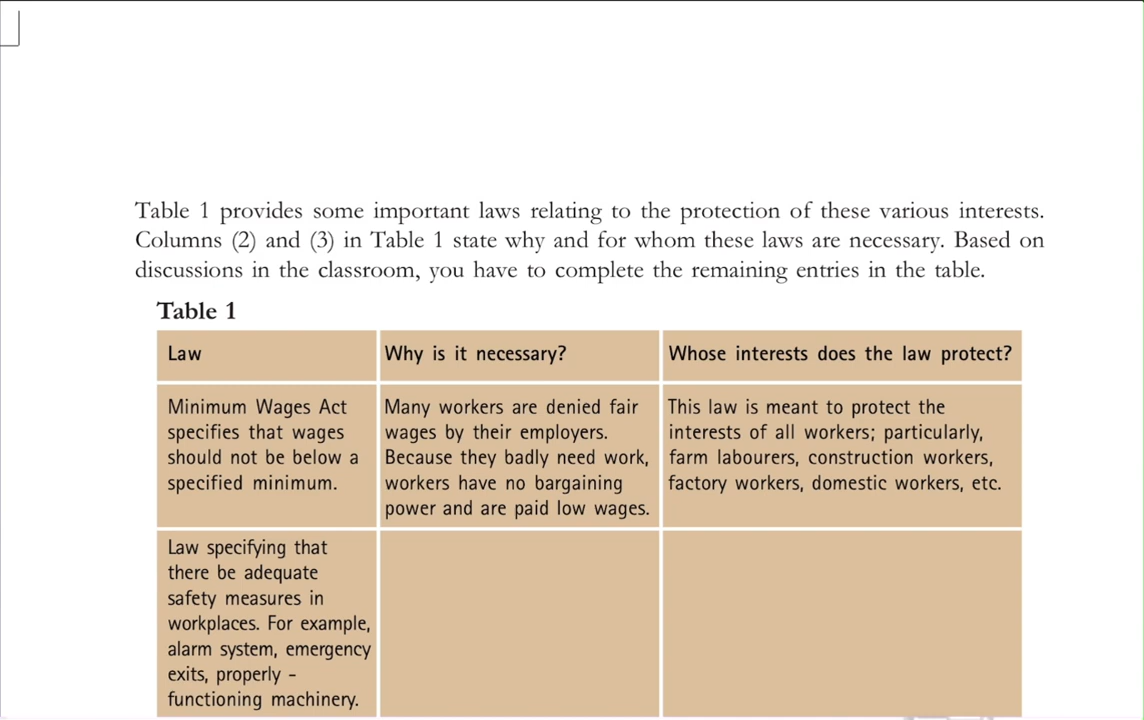 Table 1 provides some important laws relating to the protection of these various interests.
Columns (2) and (3) in Table 1 state why and for whom these laws are necessary. Based on
discussions in the classroom, you have to complete the remaining entries in the table.
Table 1
Law
Why is it necessary?
Whose interests does the law protect?
Minimum Wages Act
specifies that wages
should not be below a
specified minimum.
Many workers are denied fair
wages by their employers.
Because they badly need work,
workers have no bargaining
power and are paid low wages.
This law is meant to protect the
interests of all workers; particularly,
farm labourers, construction workers,
factory workers, domestic workers, etc.
Law specifying that
there be adequate
safety measures in
workplaces. For example,
alarm system, emergency
exits, properly -
functioning machinery.